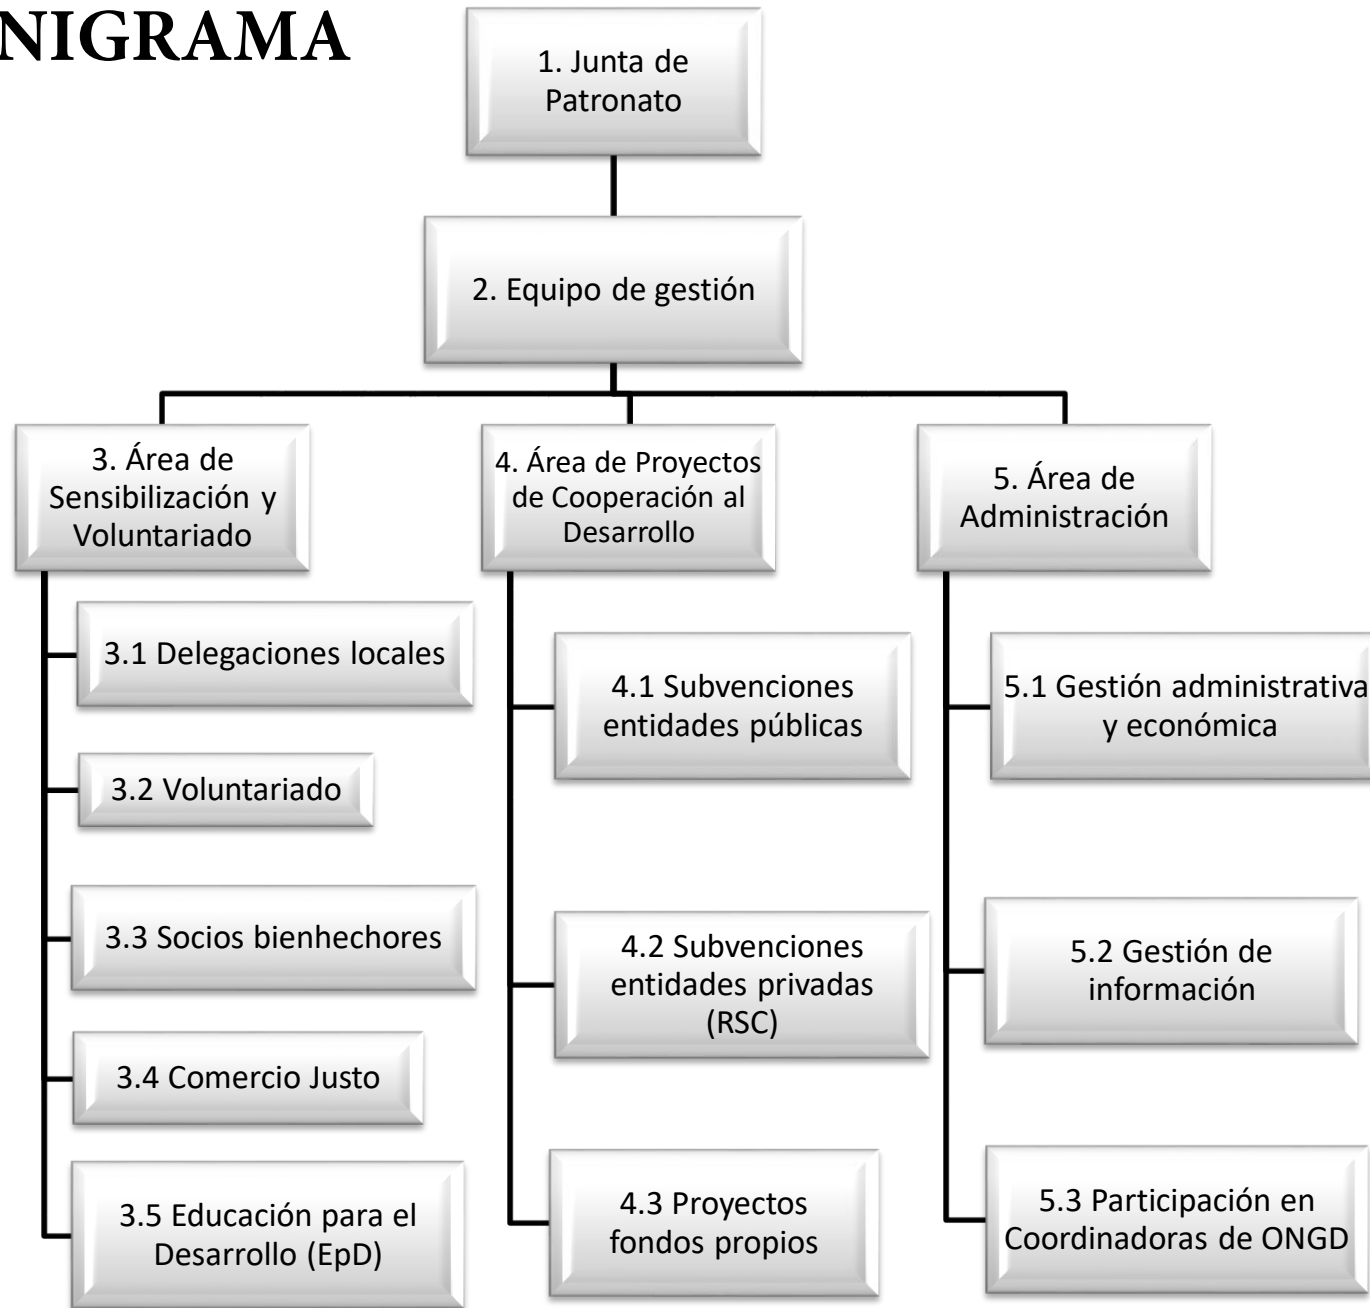 NIGRAMA
1. Junta de
Patronato
2. Equipo de gestión
3. Área de
Sensibilización y
Voluntariado
4. Área de Proyectos
de Cooperación al
Desarrollo
5. Área de
Administración
3.1 Delegaciones locales
3.2 Voluntariado
3.3 Socios bienhechores
3.4 Comercio Justo
3.5 Educación para el
Desarrollo (EpD)
4.1 Subvenciones
entidades públicas
4.2 Subvenciones
entidades privadas
(RSC)
4.3 Proyectos
fondos propios
5.1 Gestión administrativa
y económica
5.2 Gestión de
información
5.3 Participación en
Coordinadoras de ONGD